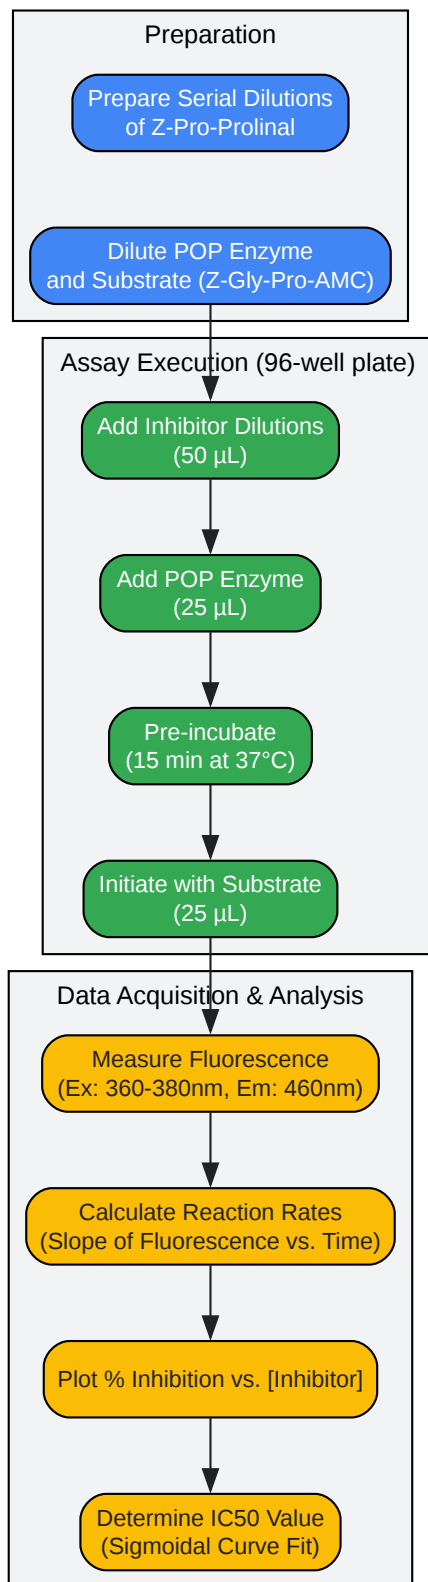 Preparation
Prepare Serial Dilutions
of Z-Pro-Prolinal
Dilute POP Enzyme
and Substrate (Z-Gly-Pro-AMC)
Assay Execution (96-well plate)
Add Inhibitor Dilutions
(50 µL)
Add POP Enzyme
(25 µL)
Pre-incubate
(15 min at 37°C)
Initiate with Substrate
(25 µL)
Data Acquisition & Analysis
Measure Fluorescence
(Ex: 360-380nm, Em: 460nm)
Calculate Reaction Rates
(Slope of Fluorescence vs. Time)
Plot % Inhibition vs. [Inhibitor]
Determine IC50 Value
(Sigmoidal Curve Fit)